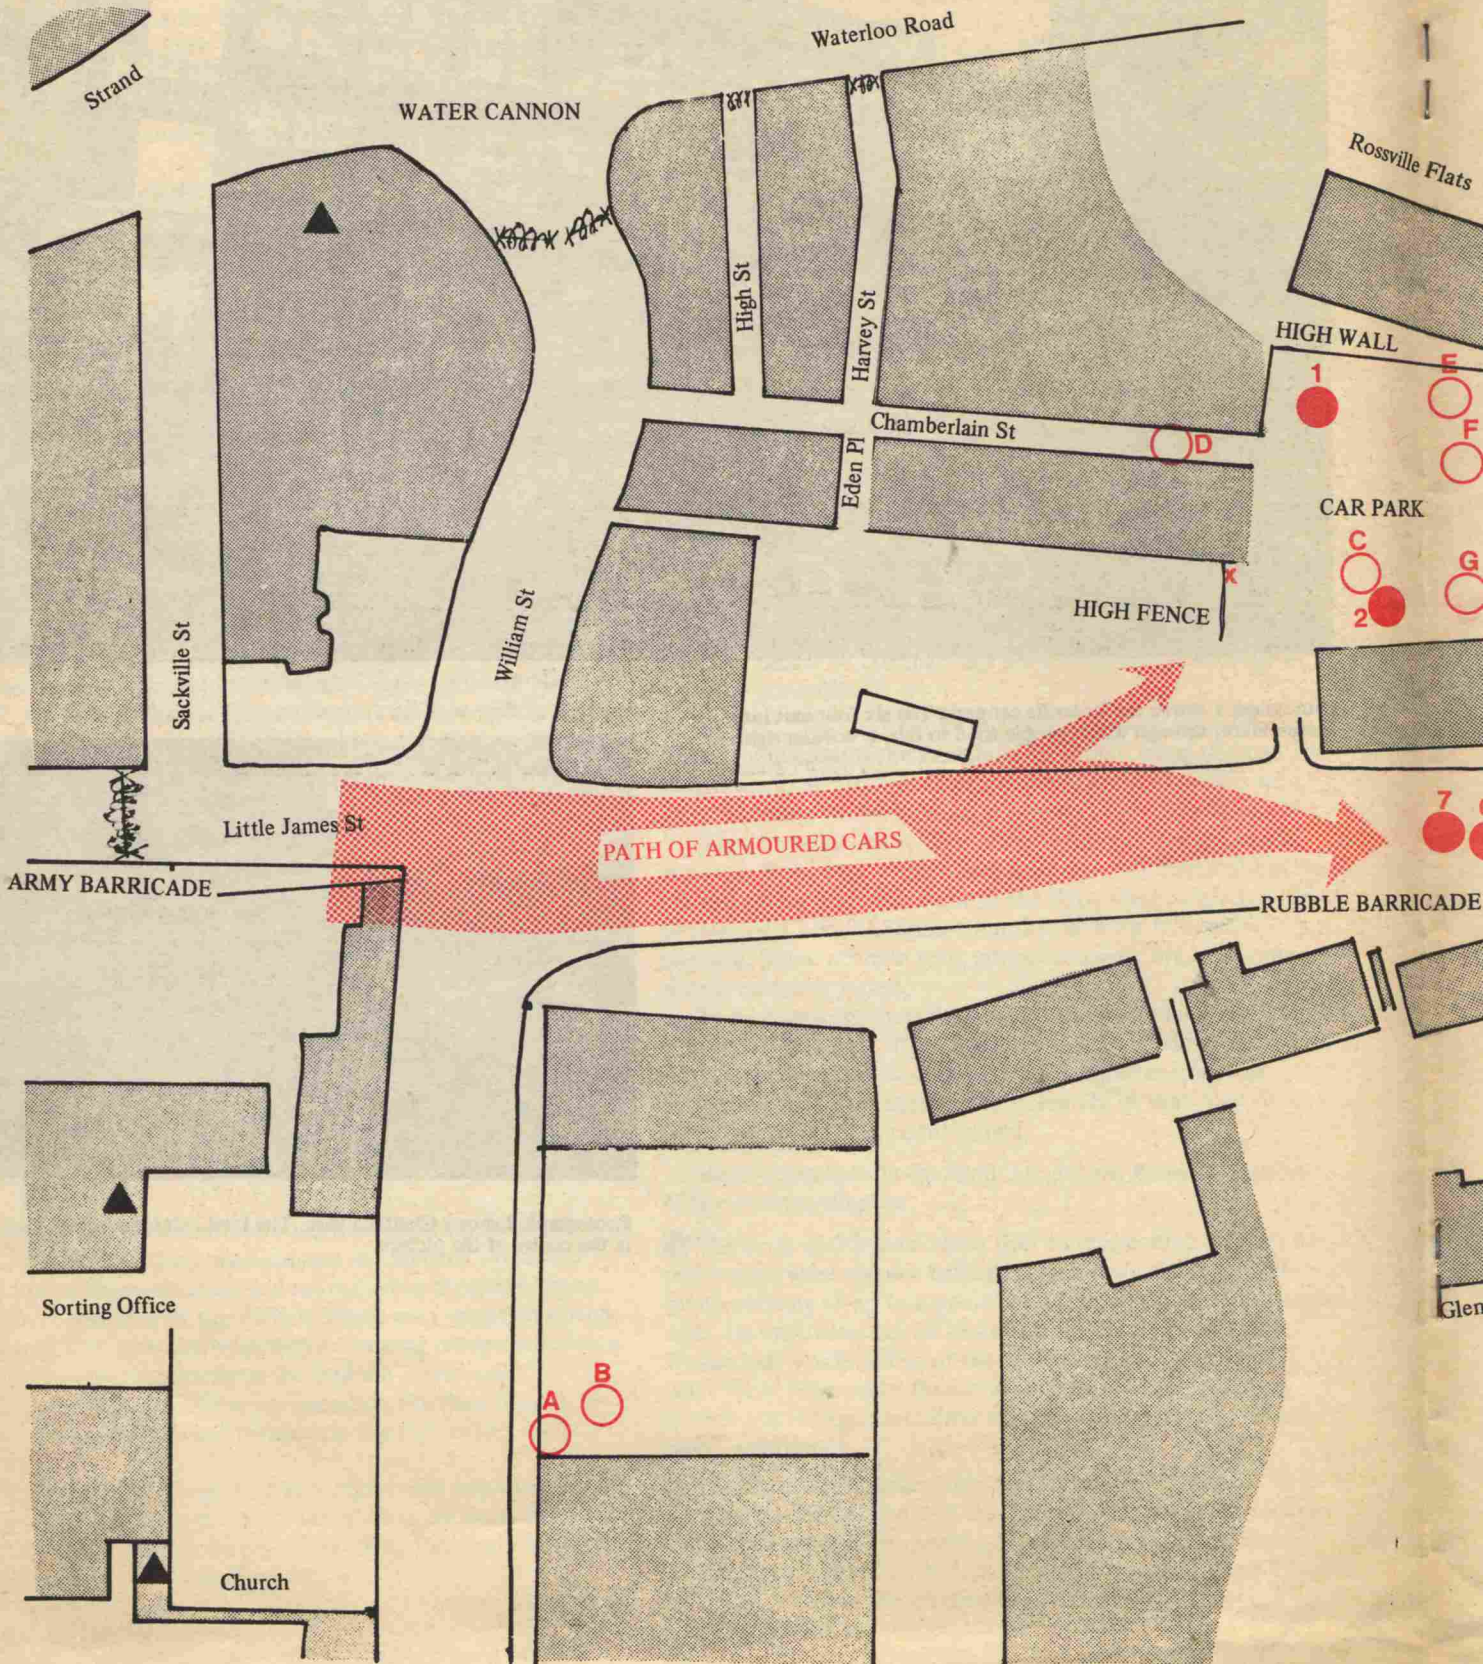 Waterloo Road
Strand
WATER CANNON
Rossville Flats
High St
Harvey St
HIGH WALL
1
E
F
Chamberlain St
D
Eden Pl
CAR PARK
C
G
2
x
HIGH FENCE
William St
Sackville St
7
Little James St
PATH OF ARMOURED CARS
ARMY BARRICADE
RUBBLE BARRICADE
Sorting Office
Glen
B
A
Church